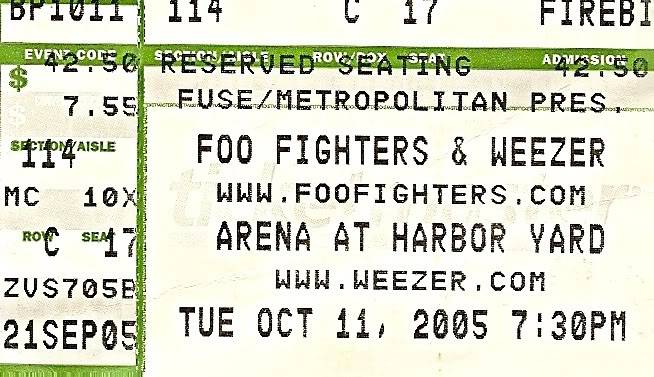 BP1011 114 C 17 FIREBI
EVENT CODE SECTION/AISLE ROW/BOX SEAT ADMISSION
$ 42.50 RESERVED SEATING 42.50
$ 7.55 FUSE/METROPOLITAN PRES.
SECTION/AISLE
114 FOO FIGHTERS & WEEZER
MC 10X WWW.FOOFIGHTERS.COM
ticketmaster
ROW SEAT
C 17 ARENA AT HARBOR YARD
ZVS705B WWW.WEEZER.COM
21SEP05 TUE OCT 11, 2005 7:30PM